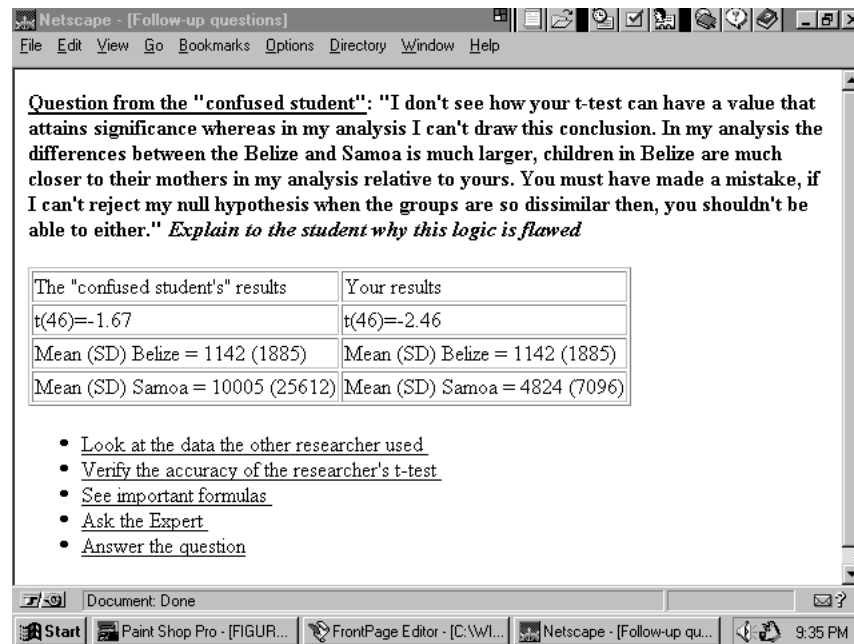 Netscape - [Follow-up questions]
File Edit View Go Bookmarks Options Directory Window Help
Question from the "confused student": "I don't see how your t-test can have a value that
attains significance whereas in my analysis I can't draw this conclusion. In my analysis the
differences between the Belize and Samoa is much larger, children in Belize are much
closer to their mothers in my analysis relative to yours. You must have made a mistake, if
I can't reject my null hypothesis when the groups are so dissimilar then, you shouldn't be
able to either." Explain to the student why this logic is flawed
The "confused student's" results Your results
t(46)=-1.67 t(46)=-2.46
Mean (SD) Belize = 1142 (1885) Mean (SD) Belize = 1142 (1885)
Mean (SD) Samoa = 10005 (25612) Mean (SD) Samoa = 4824 (7096)
Look at the data the other researcher used
Verify the accuracy of the researcher's t-test
See important formulas
Ask the Expert
Answer the question
Document: Done
Start Paint Shop Pro - [FIGUR... FrontPage Editor - [C:\WI... Netscape - [Follow-up qu... 9:35 PM